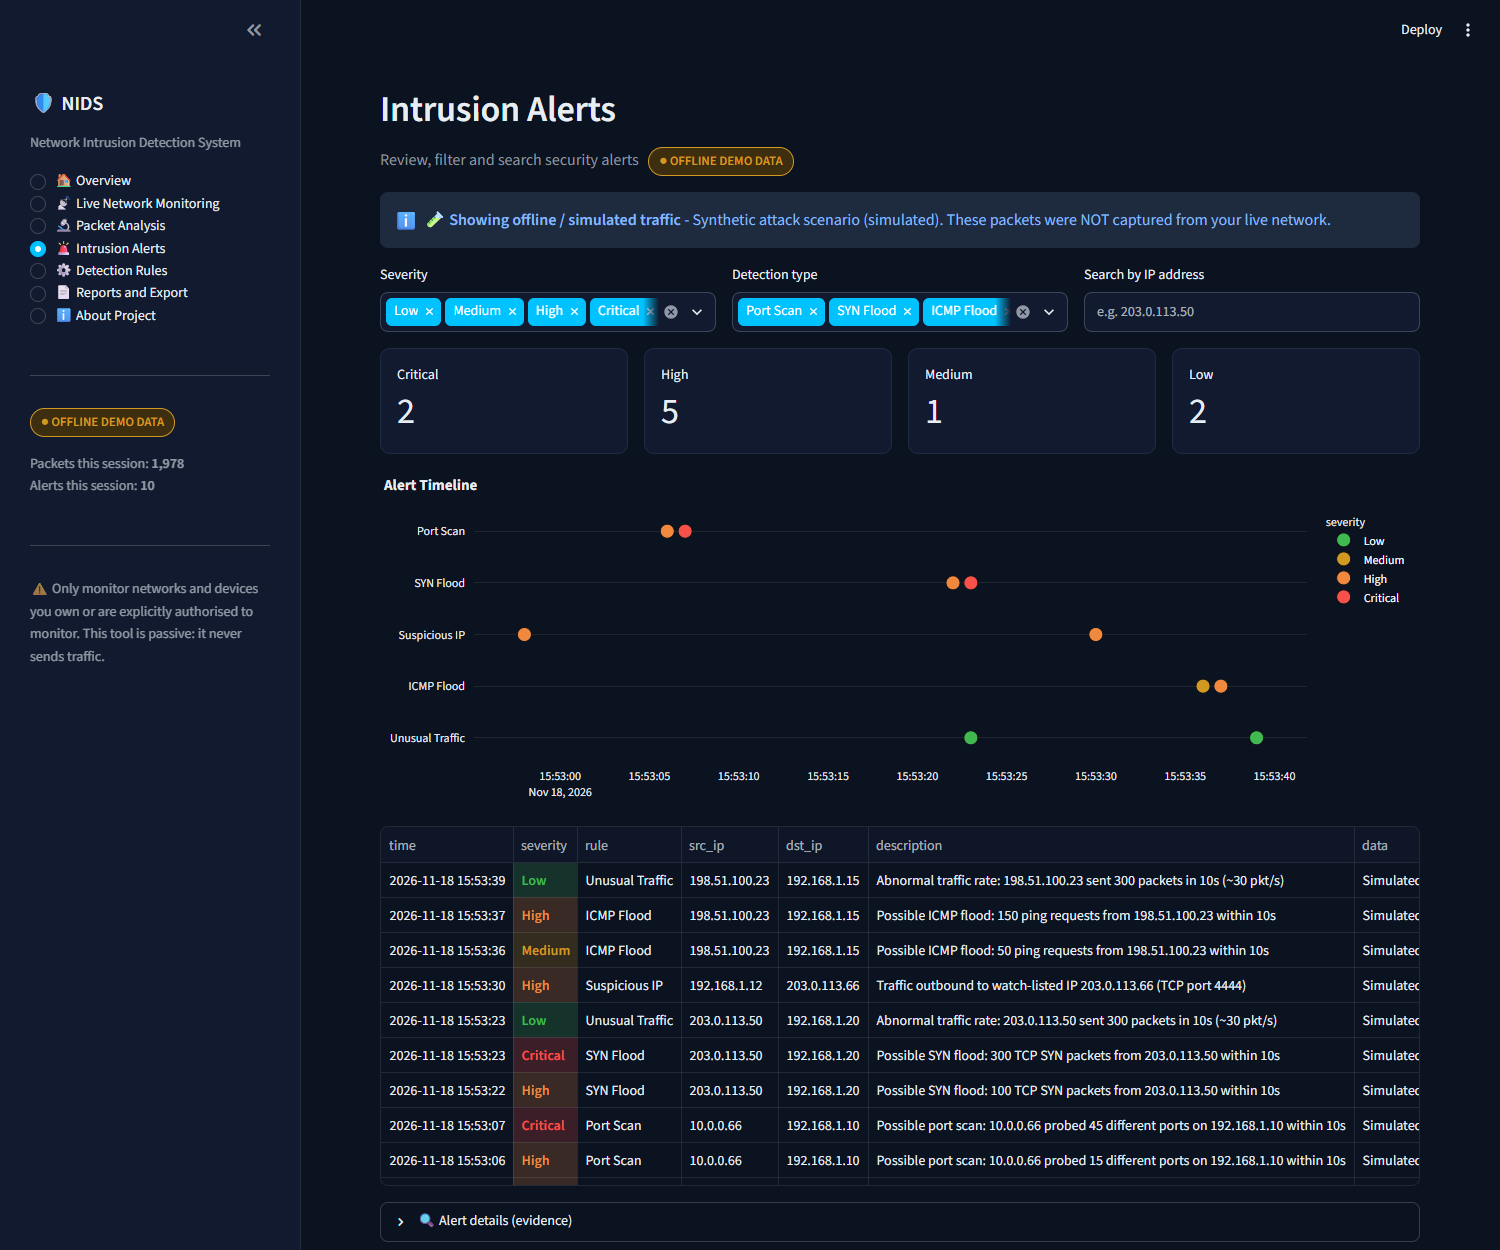 Deploy
NIDS
Network Intrusion Detection System
Overview
Live Network Monitoring
Packet Analysis
Intrusion Alerts
Detection Rules
Reports and Export
About Project
OFFLINE DEMO DATA
Packets this session: 1,978
Alerts this session: 10
Only monitor networks and devices
you own or are explicitly authorised to
monitor. This tool is passive: it never
sends traffic.
Intrusion Alerts
Review, filter and search security alerts OFFLINE DEMO DATA
Showing offline / simulated traffic - Synthetic attack scenario (simulated). These packets were NOT captured from your live network.
Severity Detection type Search by IP address
Low Medium High Critical Port Scan SYN Flood ICMP Flood e.g. 203.0.113.50
Critical High Medium Low
2 5 1 2
Alert Timeline
Port Scan
SYN Flood
Suspicious IP
ICMP Flood
Unusual Traffic
severity
Low
Medium
High
Critical
15:53:00 15:53:05 15:53:10 15:53:15 15:53:20 15:53:25 15:53:30 15:53:35 15:53:40
Nov 18, 2026
time severity rule src_ip dst_ip description data
2026-11-18 15:53:39 Low Unusual Traffic 198.51.100.23 192.168.1.15 Abnormal traffic rate: 198.51.100.23 sent 300 packets in 10s (~30 pkt/s) Simulated
2026-11-18 15:53:37 High ICMP Flood 198.51.100.23 192.168.1.15 Possible ICMP flood: 150 ping requests from 198.51.100.23 within 10s Simulated
2026-11-18 15:53:36 Medium ICMP Flood 198.51.100.23 192.168.1.15 Possible ICMP flood: 50 ping requests from 198.51.100.23 within 10s Simulated
2026-11-18 15:53:30 High Suspicious IP 192.168.1.12 203.0.113.66 Traffic outbound to watch-listed IP 203.0.113.66 (TCP port 4444) Simulated
2026-11-18 15:53:23 Low Unusual Traffic 203.0.113.50 192.168.1.20 Abnormal traffic rate: 203.0.113.50 sent 300 packets in 10s (~30 pkt/s) Simulated
2026-11-18 15:53:23 Critical SYN Flood 203.0.113.50 192.168.1.20 Possible SYN flood: 300 TCP SYN packets from 203.0.113.50 within 10s Simulated
2026-11-18 15:53:22 High SYN Flood 203.0.113.50 192.168.1.20 Possible SYN flood: 100 TCP SYN packets from 203.0.113.50 within 10s Simulated
2026-11-18 15:53:07 Critical Port Scan 10.0.0.66 192.168.1.10 Possible port scan: 10.0.0.66 probed 45 different ports on 192.168.1.10 within 10s Simulated
2026-11-18 15:53:06 High Port Scan 10.0.0.66 192.168.1.10 Possible port scan: 10.0.0.66 probed 15 different ports on 192.168.1.10 within 10s Simulated
Alert details (evidence)